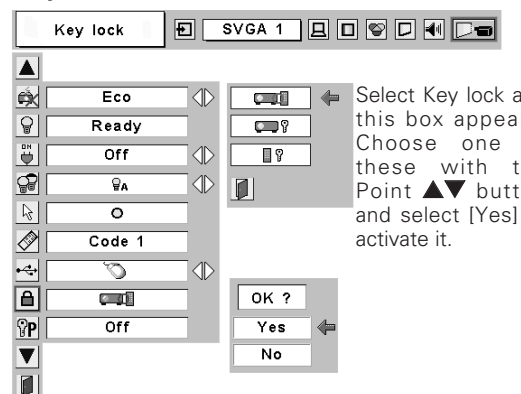 Key lock
SVGA 1
Eco
Ready
ON
Off
A
Code 1
P
Off
Select Key lock a
this box appea
Choose one
these with t
Point ▲▼ butt
and select [Yes]
activate it.
OK ?
Yes
No